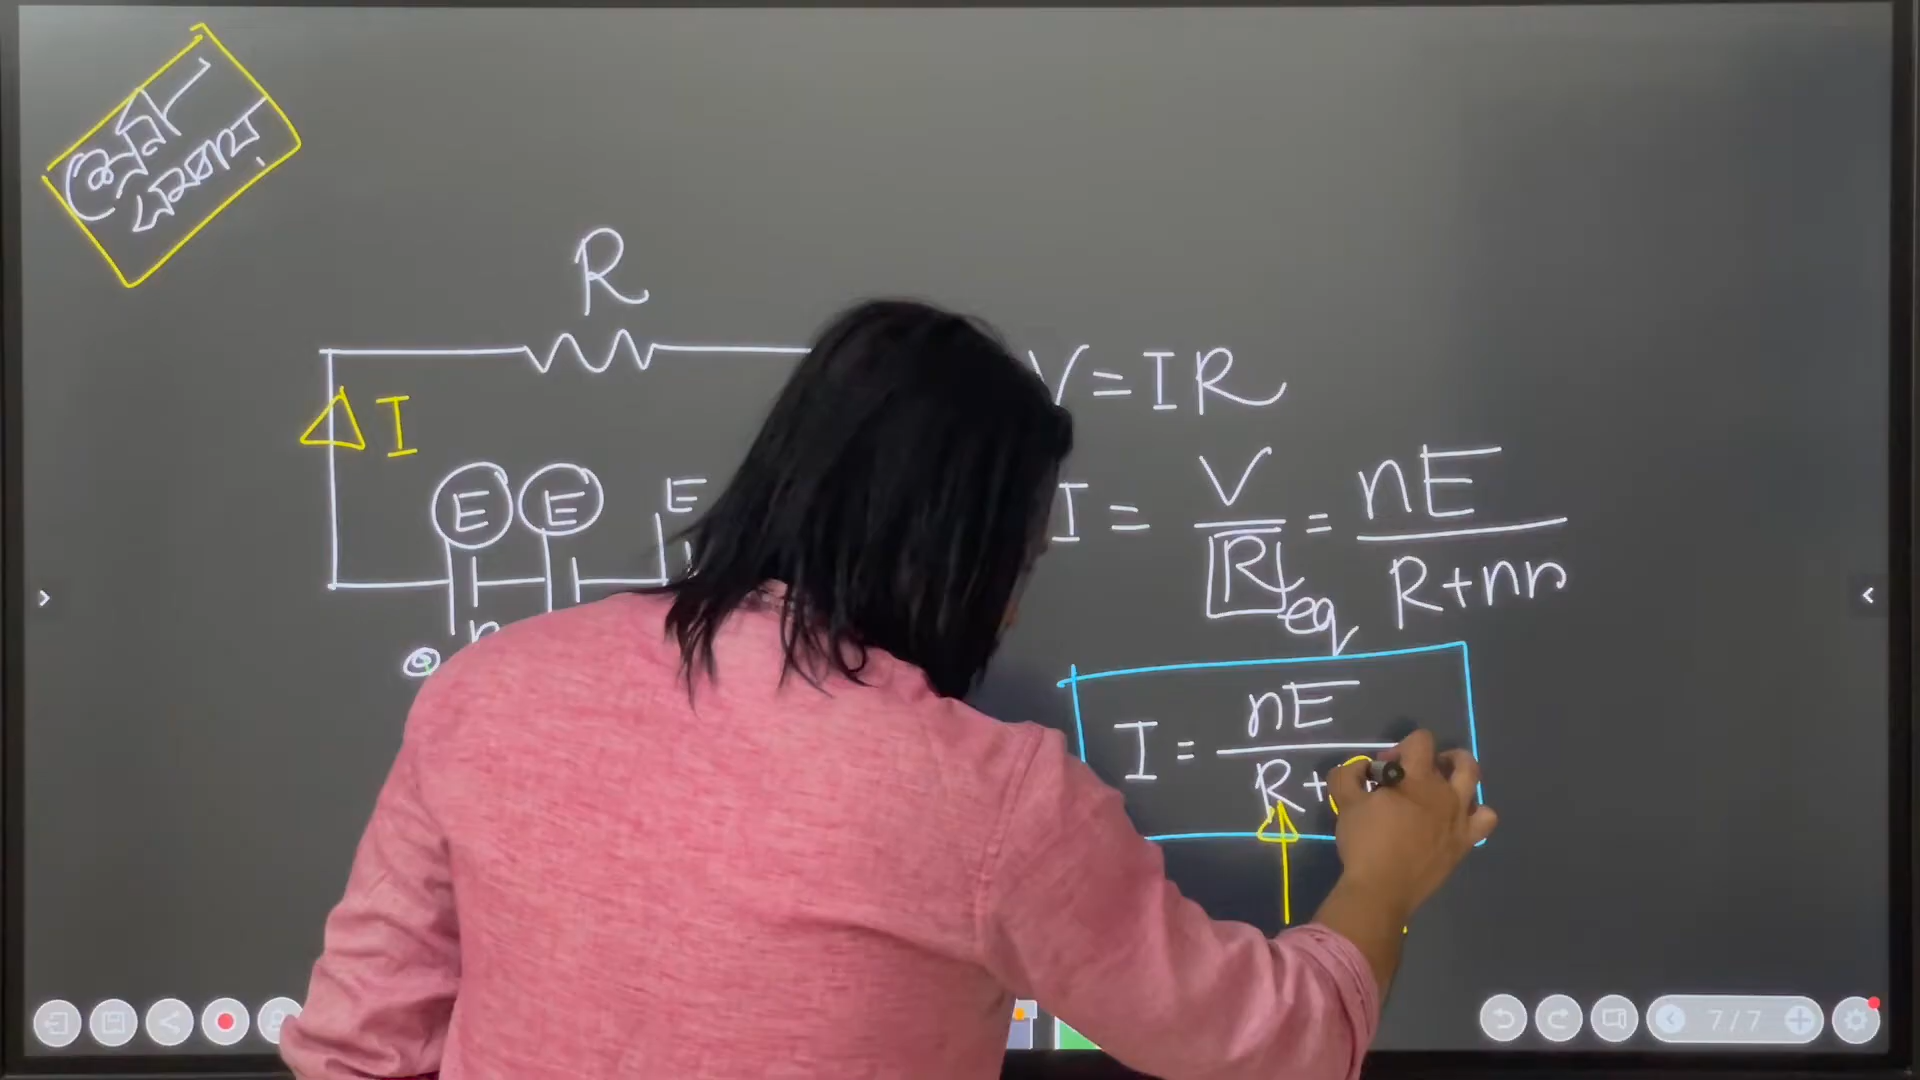 শ্রেণি
R
V = IR
I
I = V/R_eq = nE/(R+nr)
E E E
I = nE/(R+
7/7